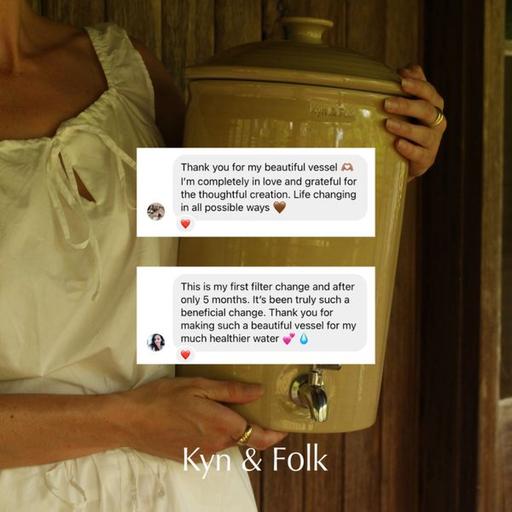 Kyn & Folk
Thank you for my beautiful vessel 🫶🏽
I'm completely in love and grateful for
the thoughtful creation. Life changing
in all possible ways 🤎
This is my first filter change and after
only 5 months. It's been truly such a
beneficial change. Thank you for
making such a beautiful vessel for my
much healthier water 💞 💧
Kyn & Folk